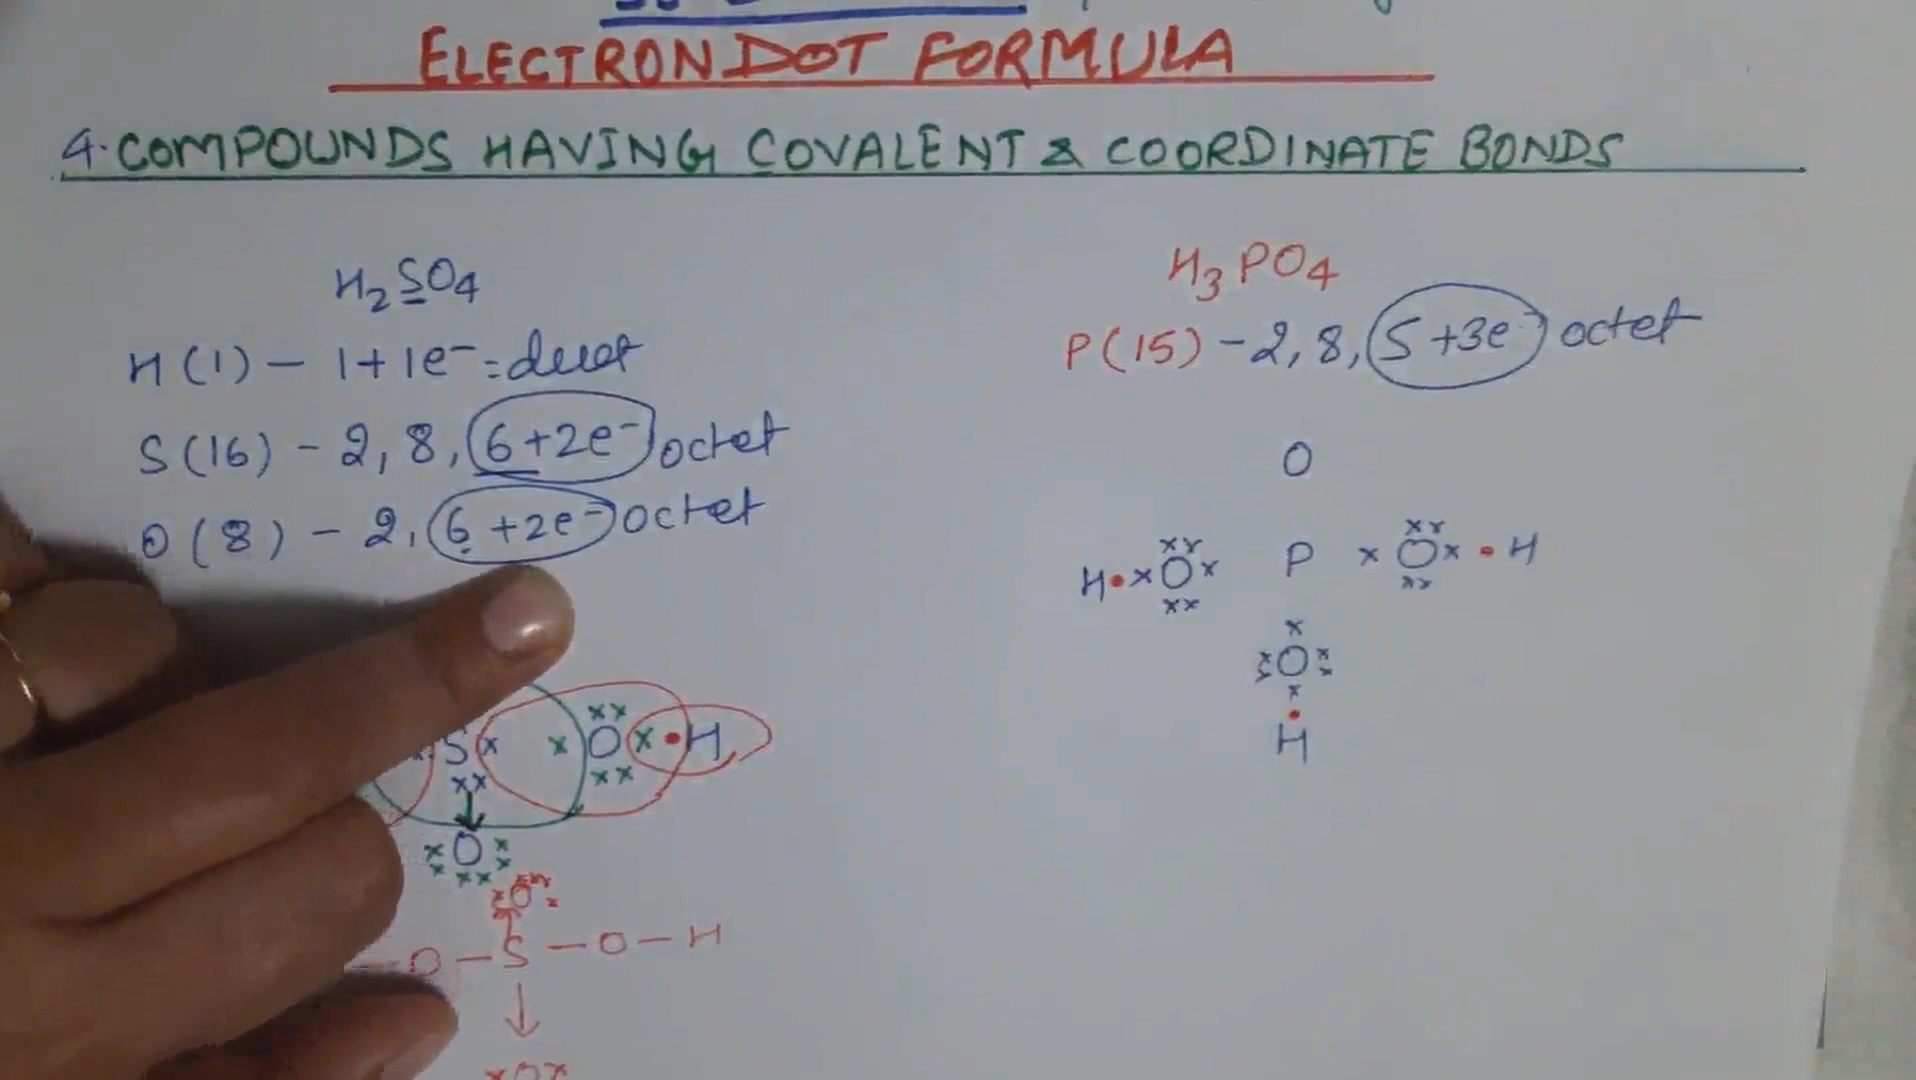 ELECTRON DOT FORMULA
4. COMPOUNDS HAVING COVALENT & COORDINATE BONDS
H2SO4
H (1) – 1 + 1e⁻ = duet
S (16) – 2, 8, 6 + 2e⁻ octet
O (8) – 2, 6 + 2e⁻ octet
S x x O x • H
xx
O
O
O – S – O – H
H3PO4
P (15) – 2, 8, 5 + 3e⁻ octet
O
H • x O x P x O x • H
x
O
x
•
H